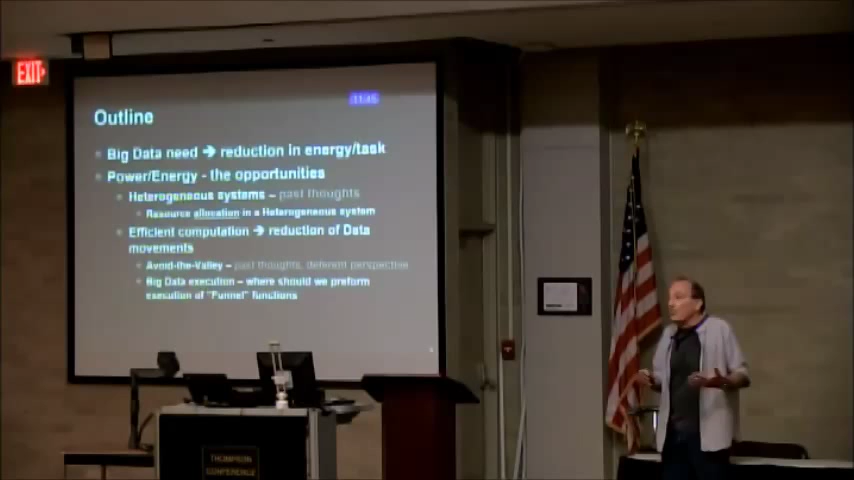 EXIT
11:45
Outline
Big Data need → reduction in energy/task
Power/Energy - the opportunities
Heterogeneous systems – past thoughts
Resource allocation in a Heterogeneous system
Efficient computation → reduction of Data
movements
Avoid-the-Valley – past thoughts, deferent perspective
Big Data execution – where should we preform
execution of "Funnel" functions
THOMPSON
CONFERENCE